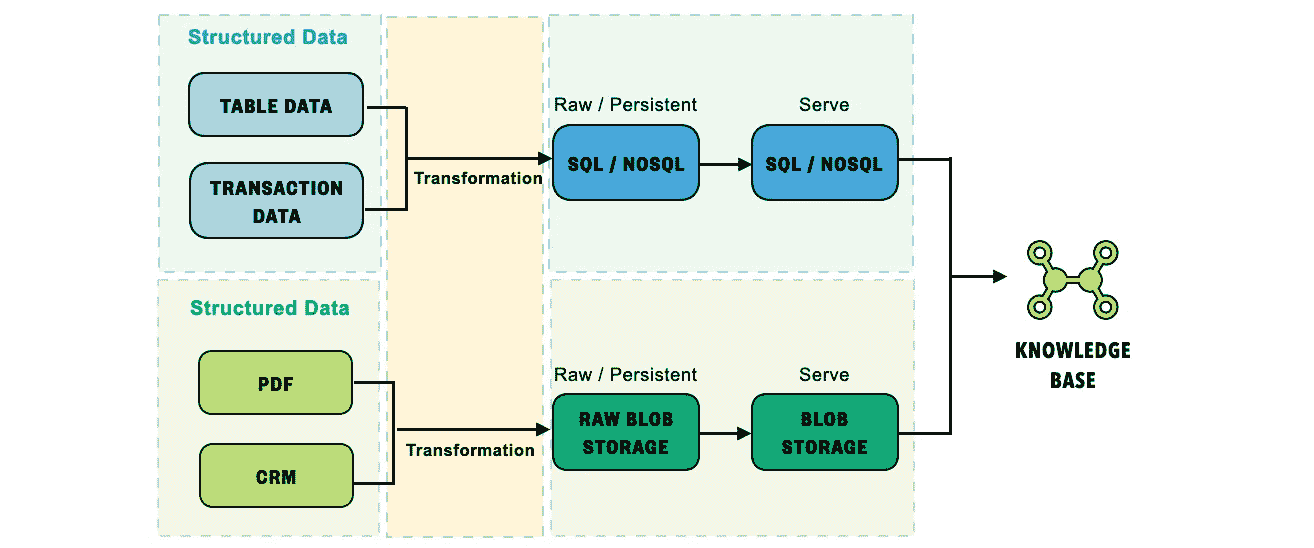 Structured Data
TABLE DATA
TRANSACTION
DATA
Transformation
Raw / Persistent
SQL / NOSQL
Serve
SQL / NOSQL
Structured Data
PDF
CRM
Transformation
Raw / Persistent
RAW BLOB
STORAGE
Serve
BLOB
STORAGE
KNOWLEDGE
BASE